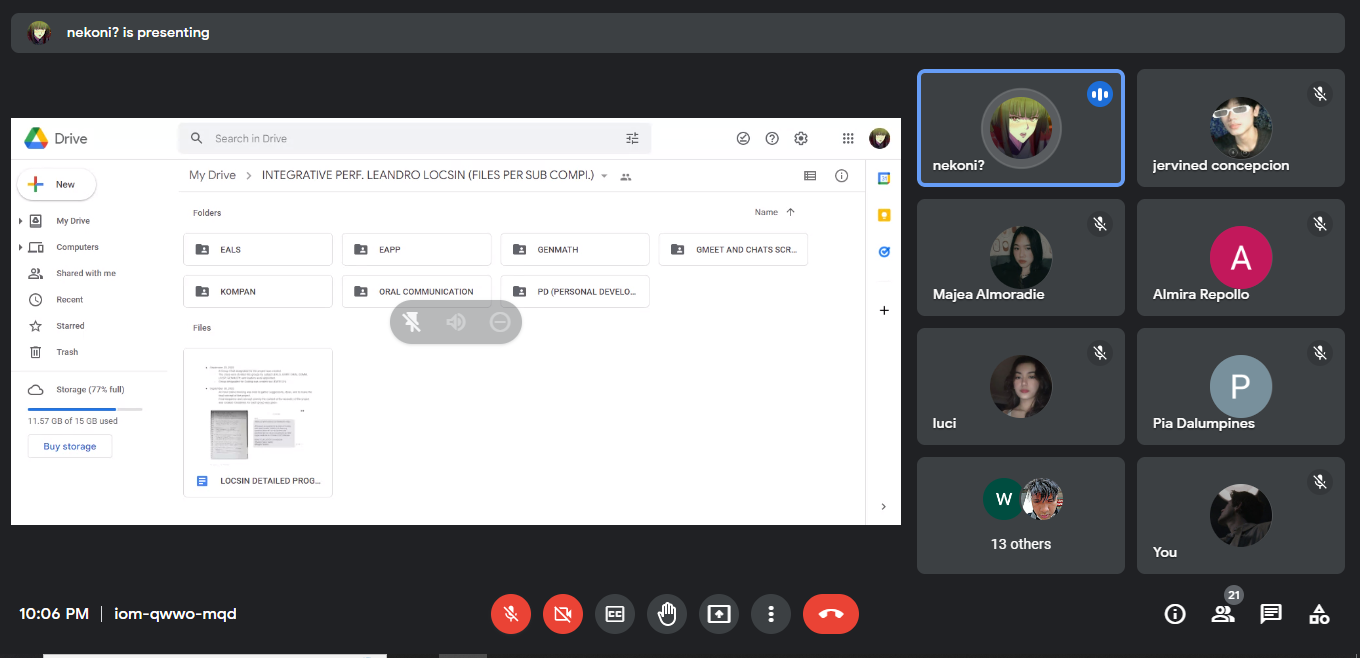 nekoni? is presenting
Drive
Search in Drive
New
My Drive
Computers
Shared with me
Recent
Starred
Trash
Storage (77% full)
11.57 GB of 15 GB used
Buy storage
My Drive > INTEGRATIVE PERF. LEANDRO LOCSIN (FILES PER SUB COMPI.)
Folders
Name
EALS
EAPP
GENMATH
GMEET AND CHATS SCR...
KOMPAN
ORAL COMMUNICATION
PD (PERSONAL DEVELO...
Files
LOCSIN DETAILED PROG...
nekoni?
jervined concepcion
Majea Almoradie
A
Almira Repollo
luci
P
Pia Dalumpines
W
13 others
You
10:06 PM | iom-qwwo-mqd
CC
21